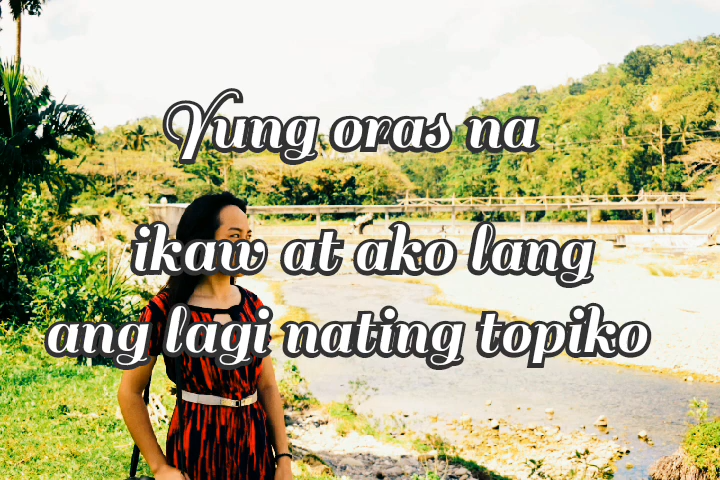 Yung oras na
ikaw at ako lang
ang lagi nating topiko